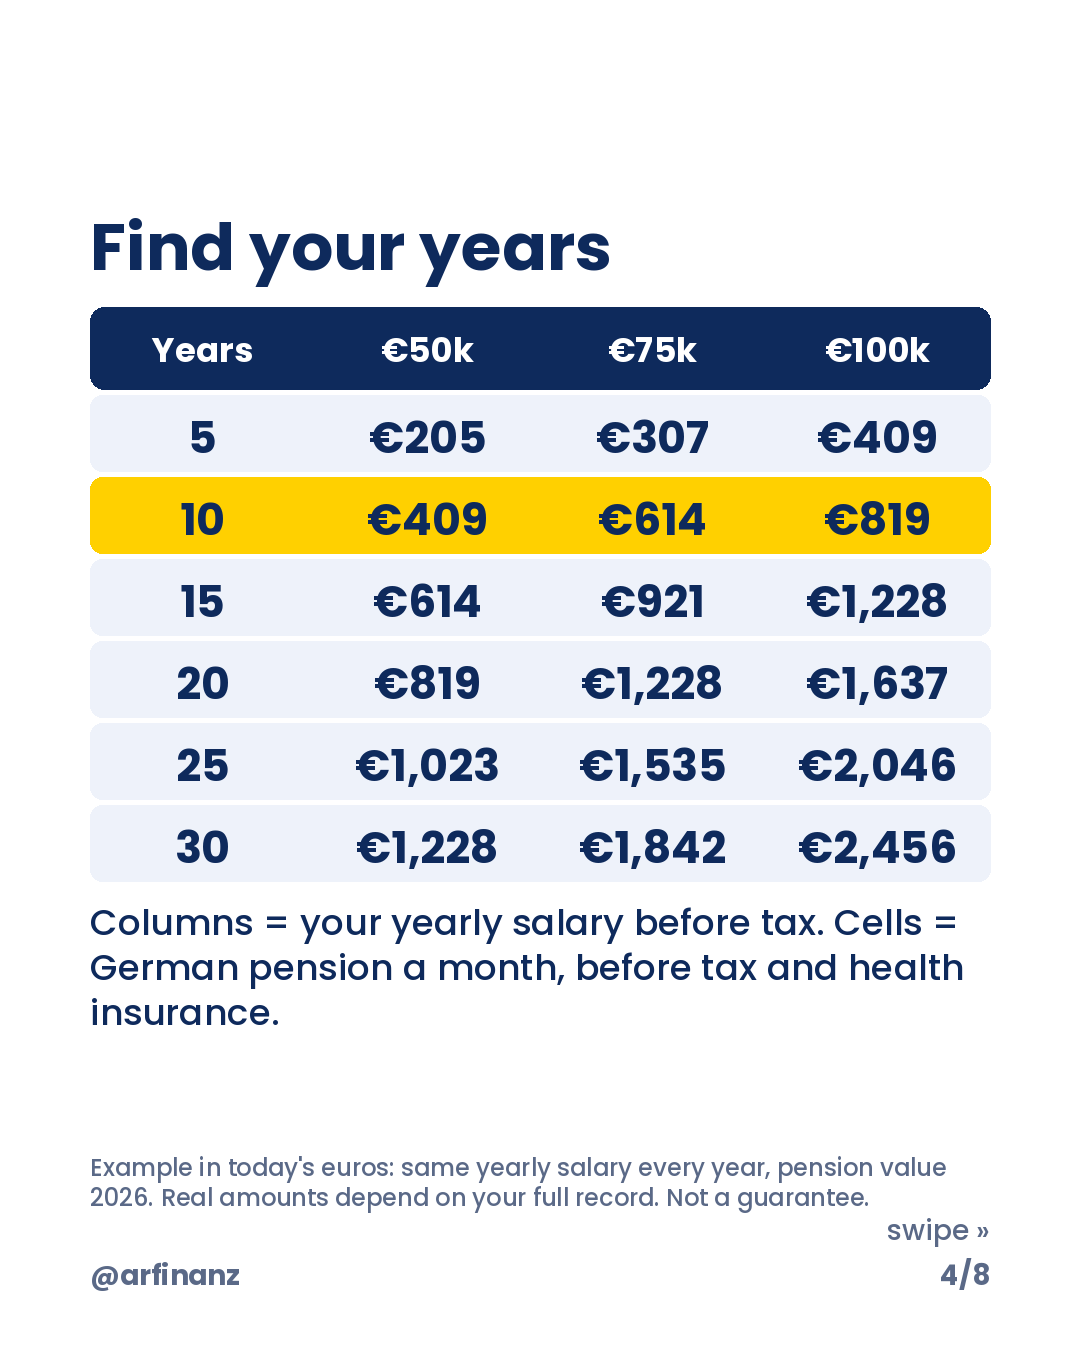 Find your years
Years €50k €75k €100k
5 €205 €307 €409
10 €409 €614 €819
15 €614 €921 €1,228
20 €819 €1,228 €1,637
25 €1,023 €1,535 €2,046
30 €1,228 €1,842 €2,456
Columns = your yearly salary before tax. Cells =
German pension a month, before tax and health
insurance.
Example in today's euros: same yearly salary every year, pension value
2026. Real amounts depend on your full record. Not a guarantee.
swipe »
@arfinanz 4/8